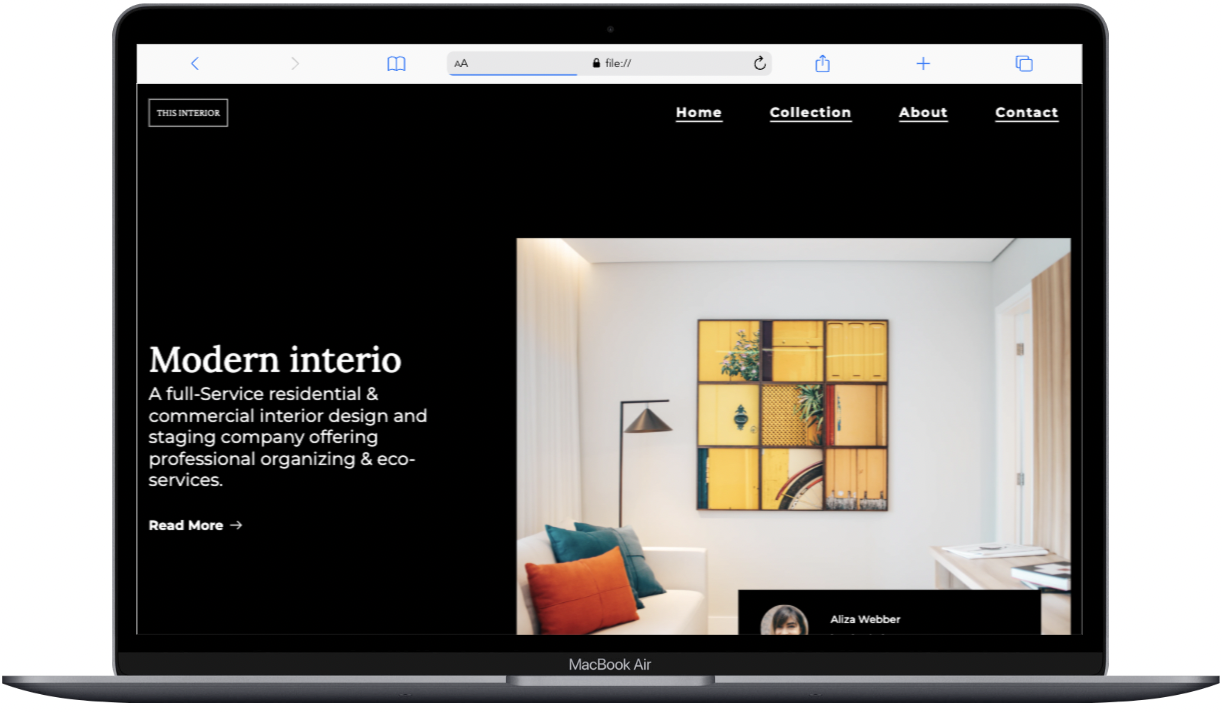 AA file://
THIS INTERIOR
Home Collection About Contact
Modern interio
A full-Service residential &
commercial interior design and
staging company offering
professional organizing & eco-
services.
Read More →
Aliza Webber
MacBook Air